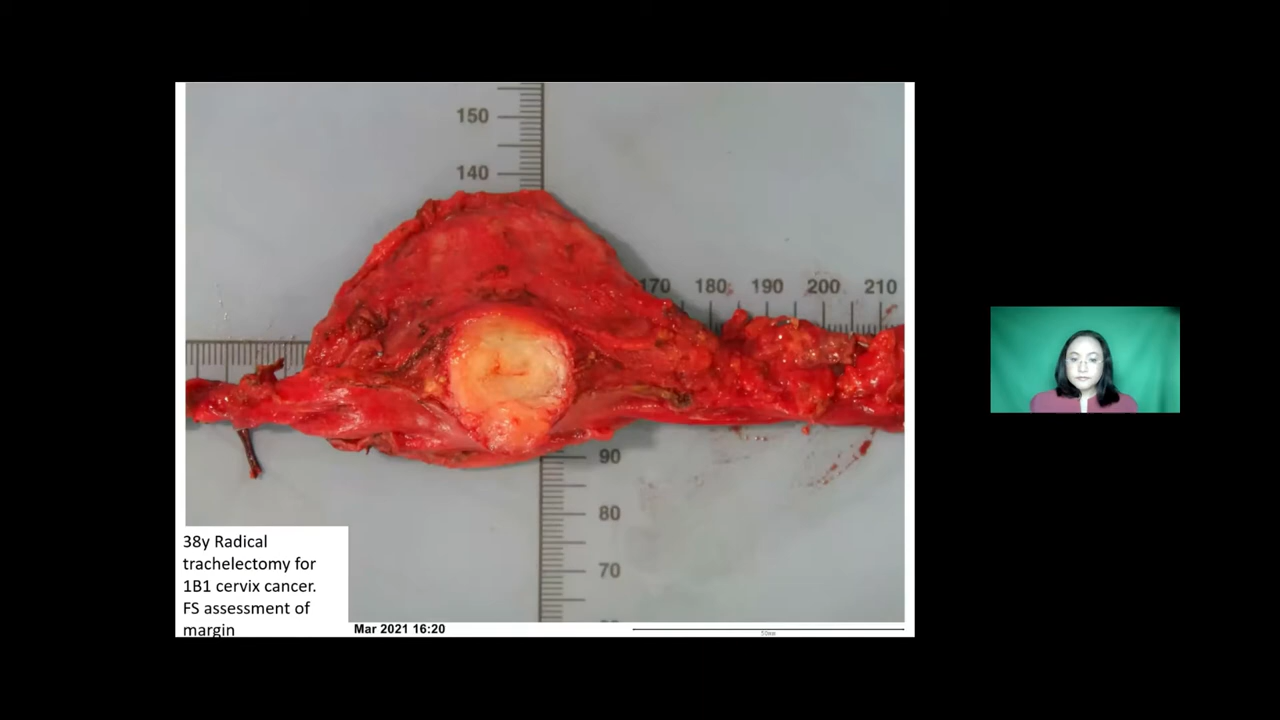 150
140
170 180 190 200 210
90
80
70
38y Radical
trachelectomy for
1B1 cervix cancer.
FS assessment of
margin
Mar 2021 16:20
50mm